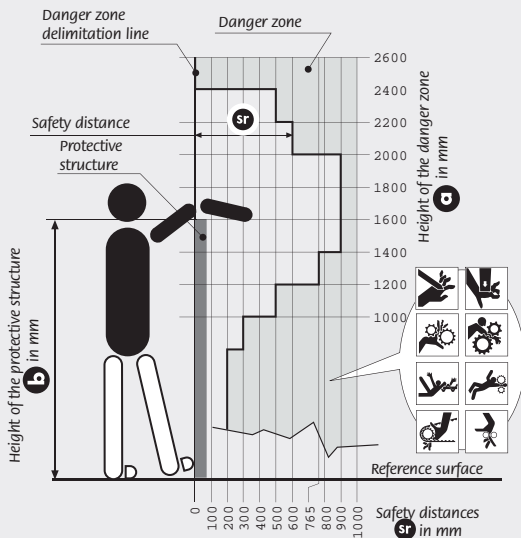 Danger zone
delimitation line
Danger zone
Safety distance
sr
Protective
structure
2600
2400
2200
2000
1800
1600
1400
1200
1000
Height of the danger zone
a in mm
Height of the protective structure
b in mm
Reference surface
0
100
200
300
400
500
600
765
800
900
1000
Safety distances
sr in mm